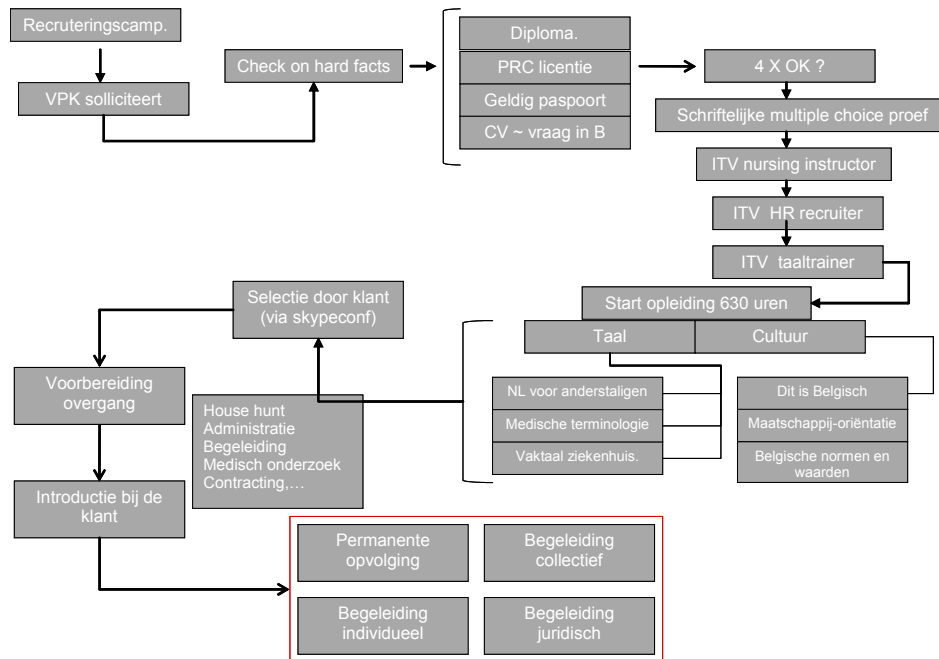 Recruteringscamp.
VPK solliciteert
Check on hard facts
Diploma.
PRC licentie
Geldig paspoort
CV ~ vraag in B
4 X OK ?
Schriftelijke multiple choice proef
ITV nursing instructor
ITV HR recruiter
ITV taaltrainer
Start opleiding 630 uren
Taal
Cultuur
NL voor anderstaligen
Medische terminologie
Vaktaal ziekenhuis.
Dit is Belgisch
Maatschappij-oriëntatie
Belgische normen en
waarden
Selectie door klant
(via skypeconf)
Voorbereiding
overgang
House hunt
Administratie
Begeleiding
Medisch onderzoek
Contracting,…
Introductie bij de
klant
Permanente
opvolging
Begeleiding
collectief
Begeleiding
individueel
Begeleiding
juridisch